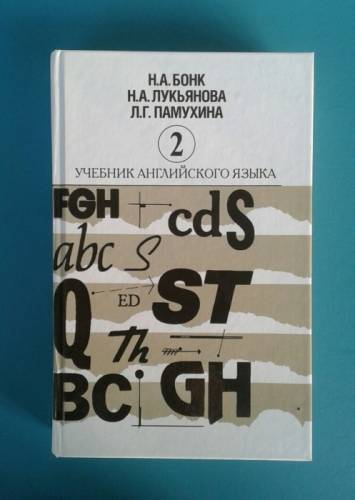 Н.А. БОНК
Н.А. ЛУКЬЯНОВА
Л.Г. ПАМУХИНА
2
УЧЕБНИК АНГЛИЙСКОГО ЯЗЫКА
FGH cdS
abc S
ED ST
Q Th
BC GH